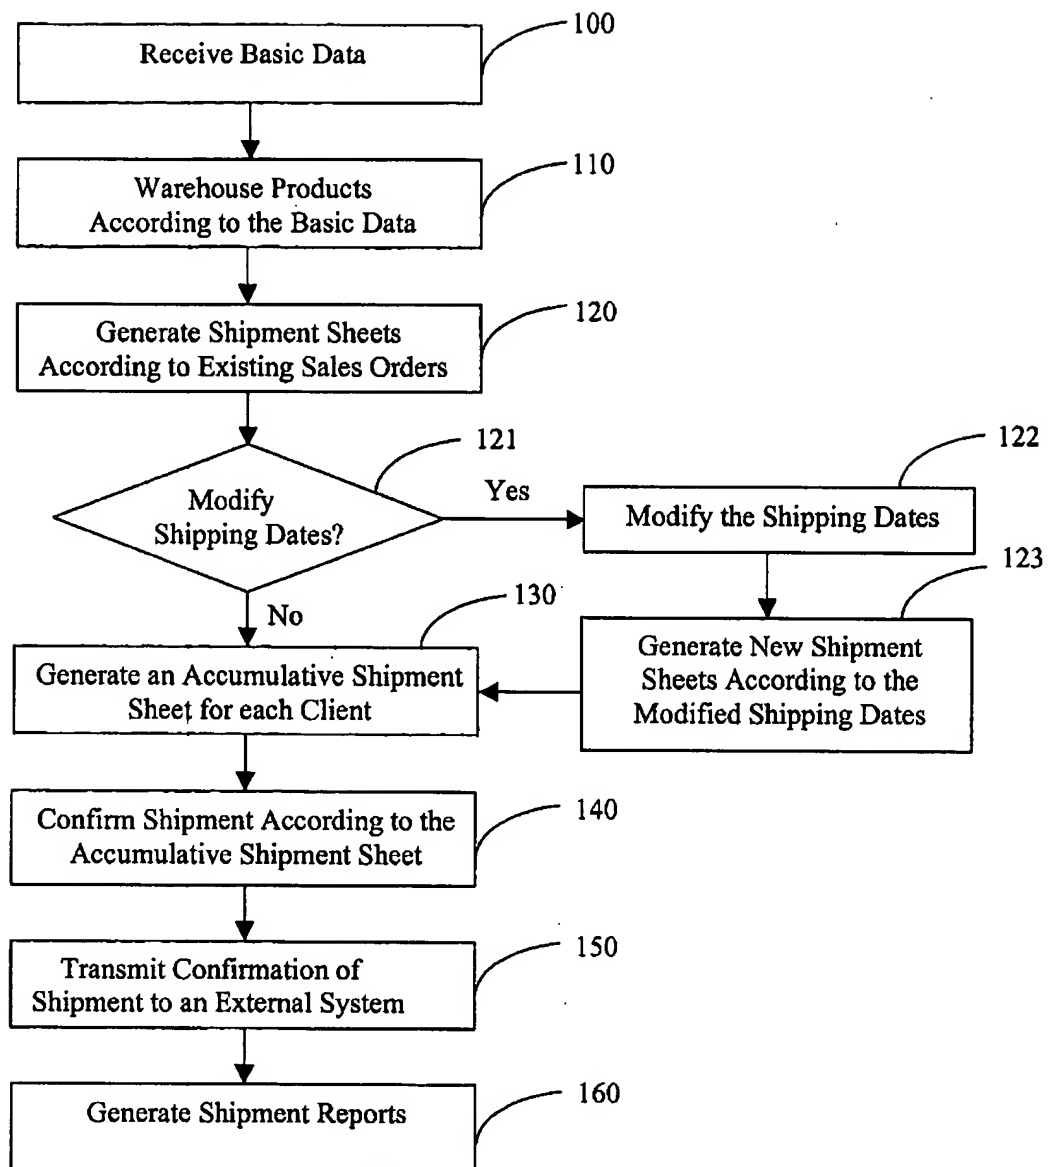 100
Receive Basic Data
110
Warehouse Products
According to the Basic Data
120
Generate Shipment Sheets
According to Existing Sales Orders
121
Modify
Shipping Dates?
Yes
122
Modify the Shipping Dates
123
Generate New Shipment
Sheets According to the
Modified Shipping Dates
No
130
Generate an Accumulative Shipment
Sheet for each Client
140
Confirm Shipment According to the
Accumulative Shipment Sheet
150
Transmit Confirmation of
Shipment to an External System
160
Generate Shipment Reports